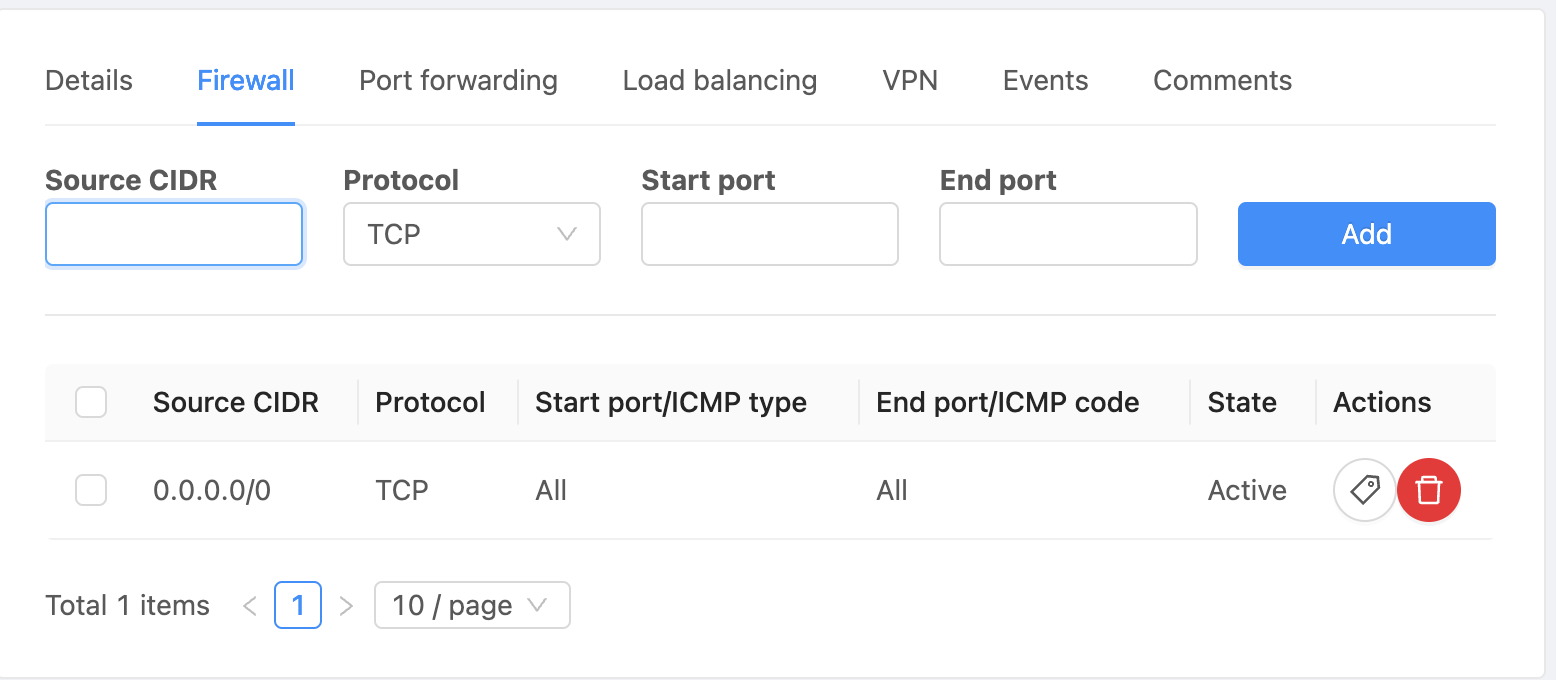 Details Firewall Port forwarding Load balancing VPN Events Comments
Source CIDR Protocol Start port End port
TCP Add
Source CIDR Protocol Start port/ICMP type End port/ICMP code State Actions
0.0.0.0/0 TCP All All Active
Total 1 items < 1 > 10 / page